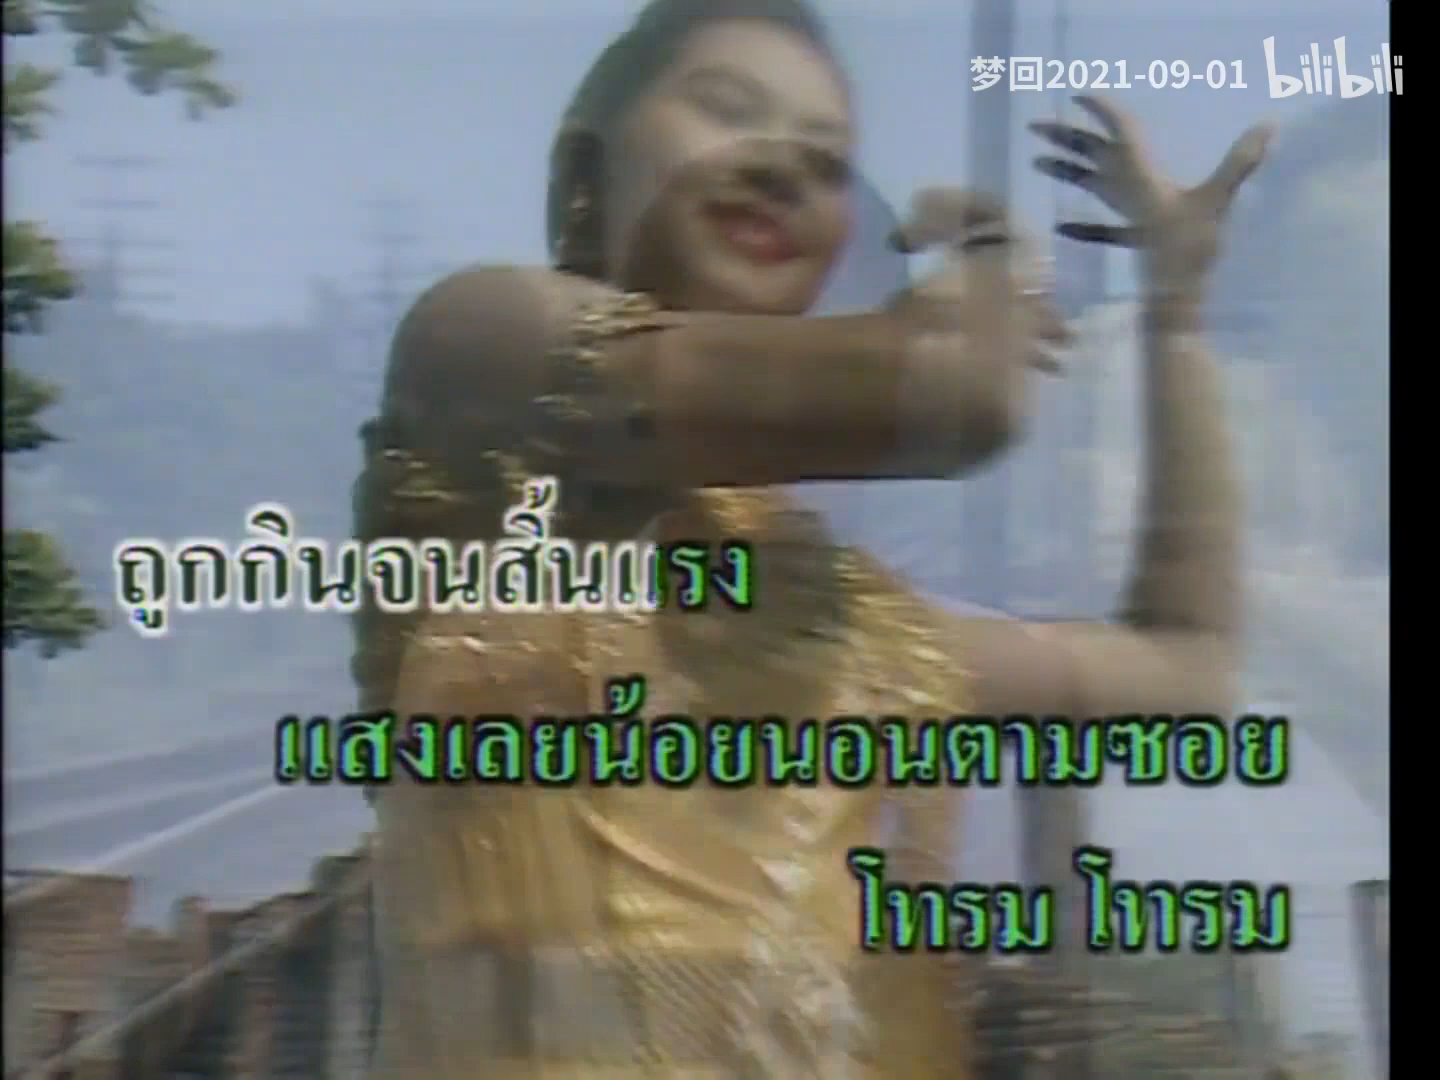 梦回2021-09-01 bilibili
ถูกกินจนสิ้นแรง
แสงเลยน้อยนอนตามซอย
โทรม โทรม